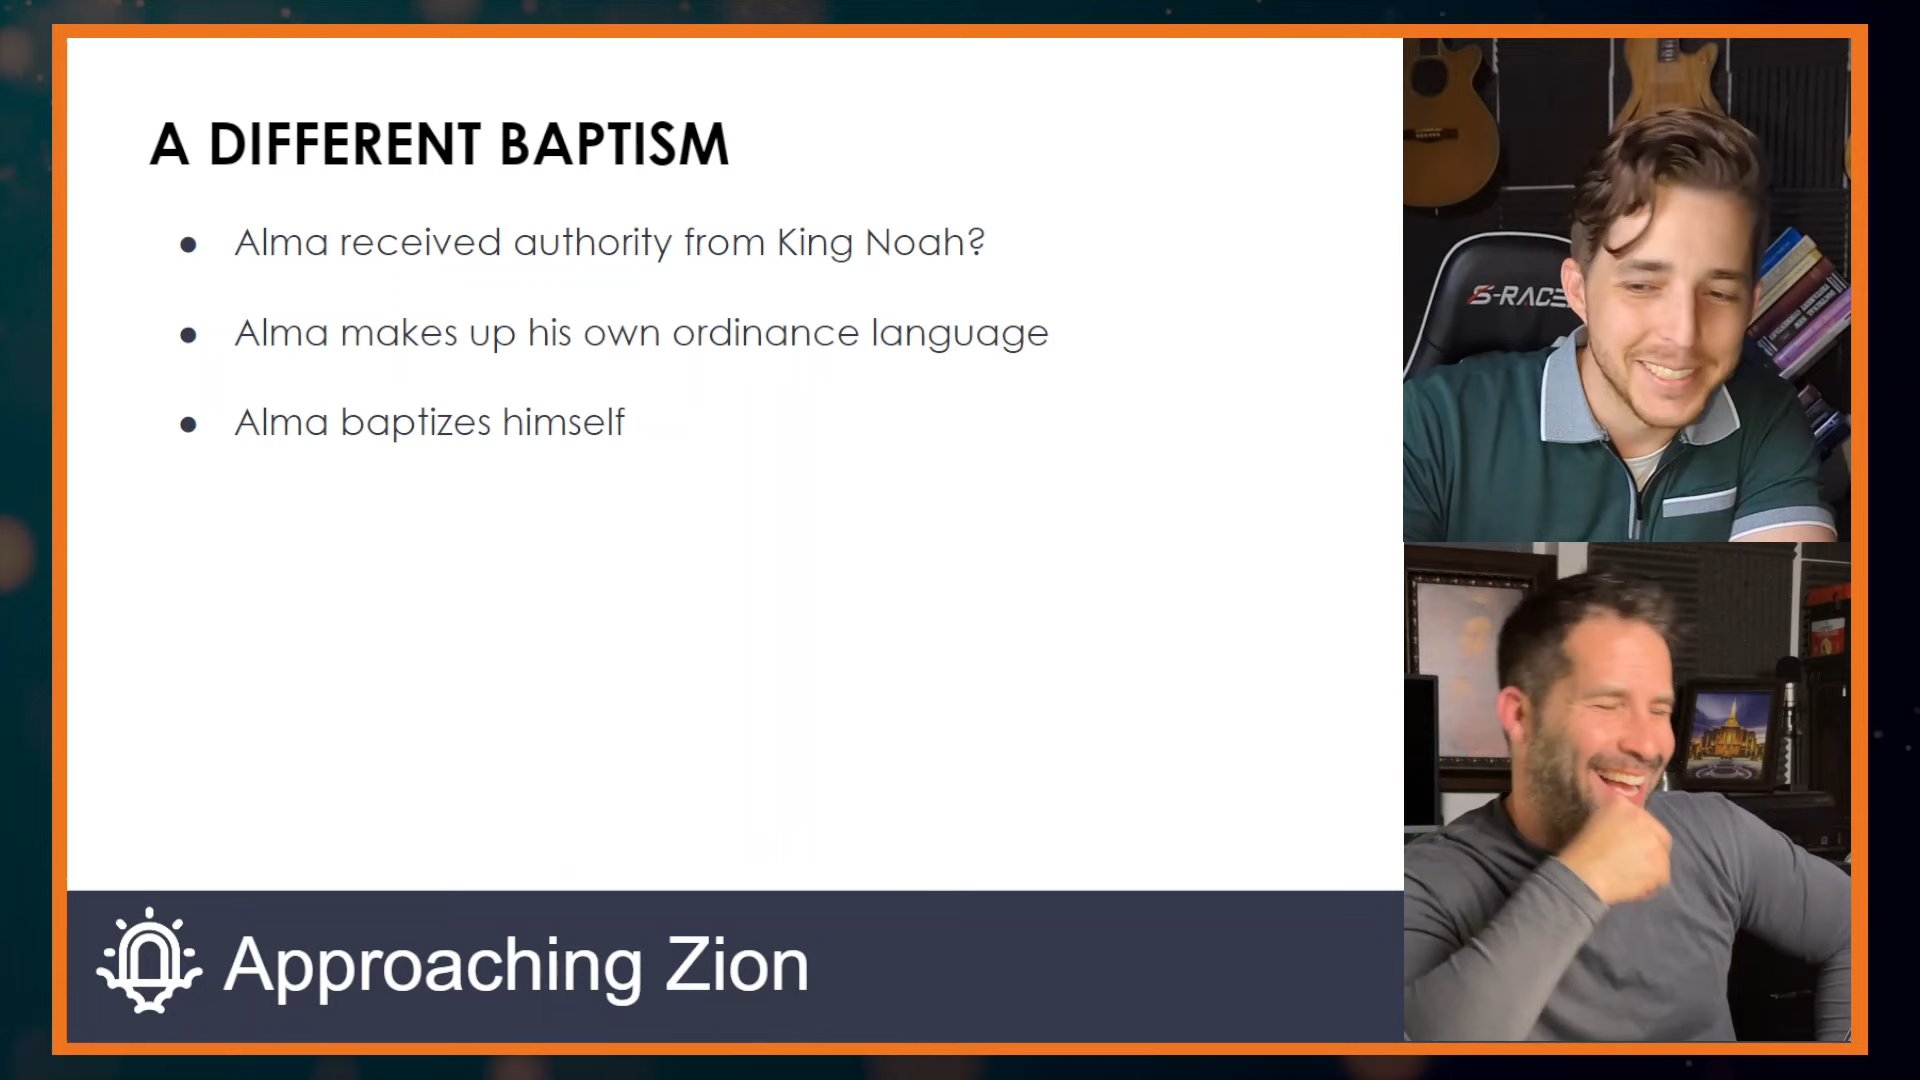 A DIFFERENT BAPTISM
● Alma received authority from King Noah?
● Alma makes up his own ordinance language
● Alma baptizes himself
Approaching Zion
S-RACE